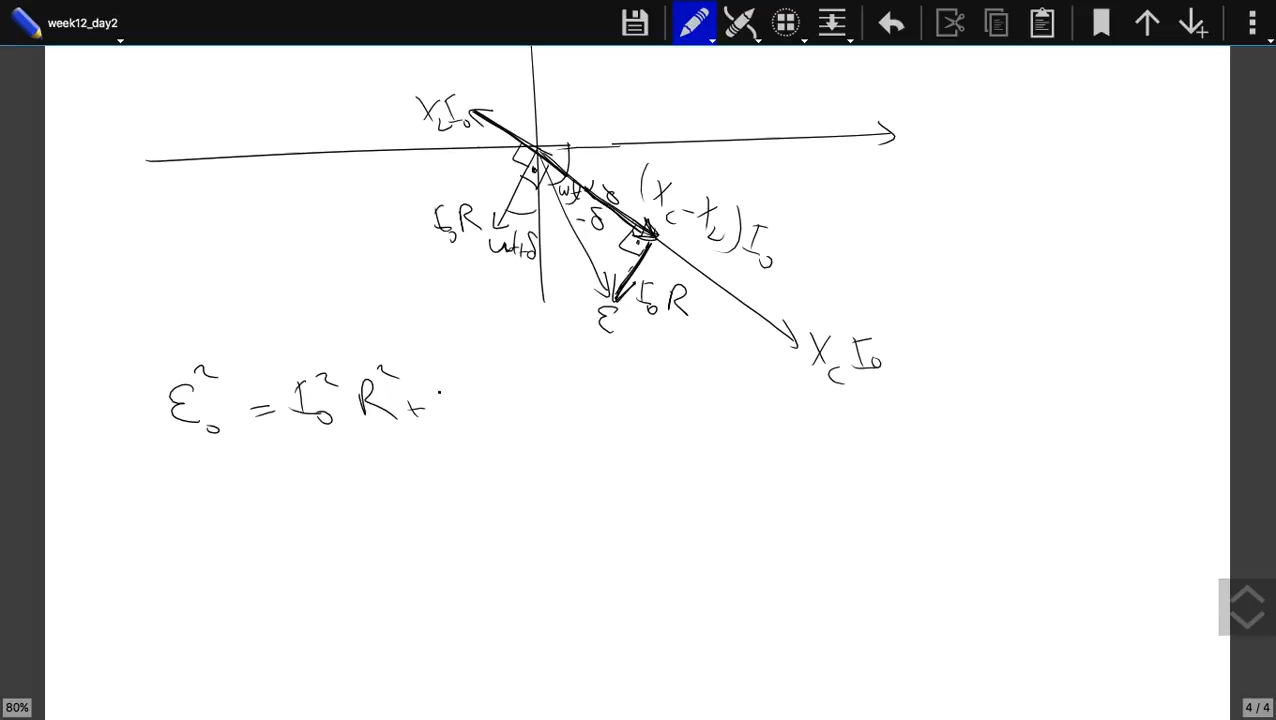 week12_day2
X_L I_0
(X_C - X_L) I_0
I_0 R
ωt+δ
-δ
I_0 R
ε
X_C I_0
ε_0^2 = I_0^2 R^2 +
80%
4 / 4